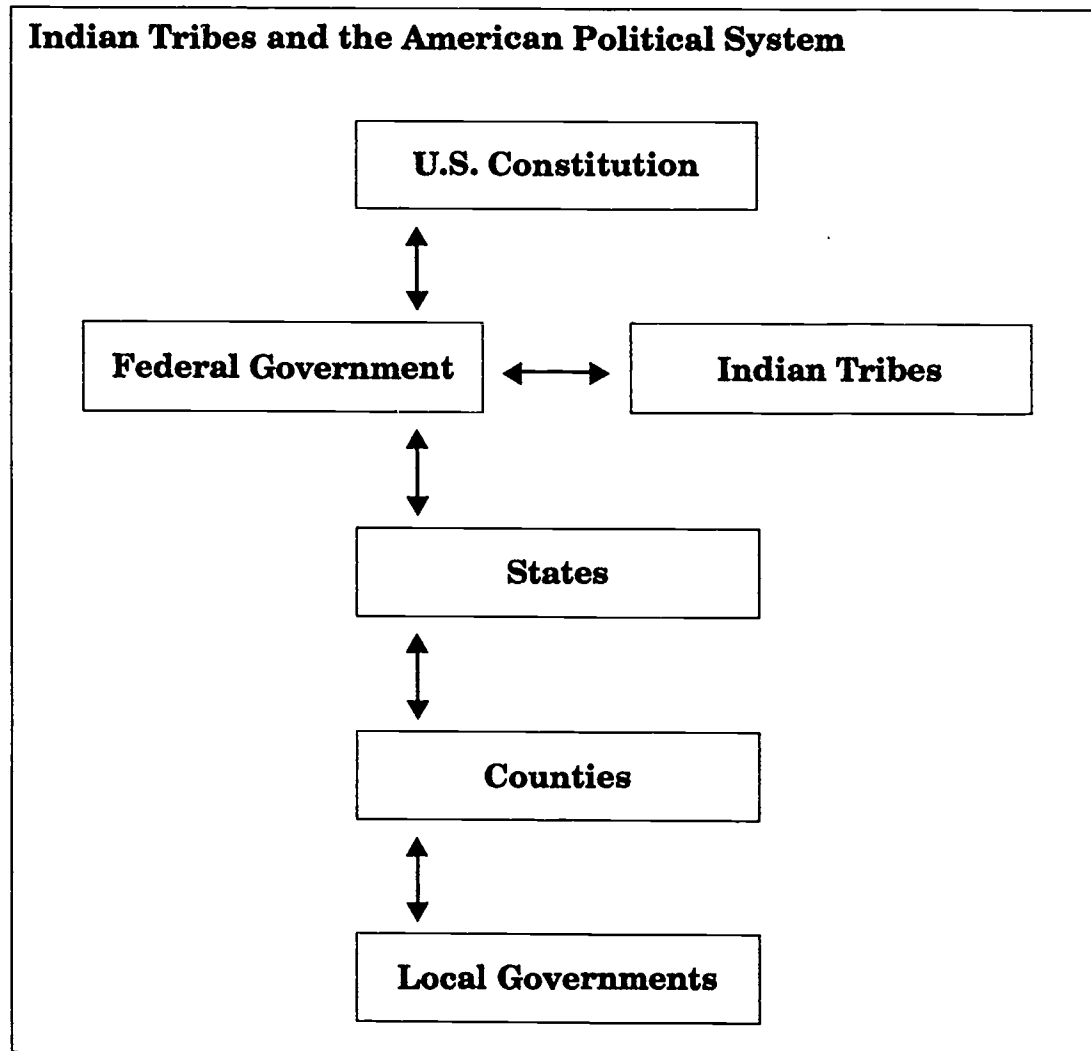 Indian Tribes and the American Political System
U.S. Constitution
Federal Government
Indian Tribes
States
Counties
Local Governments